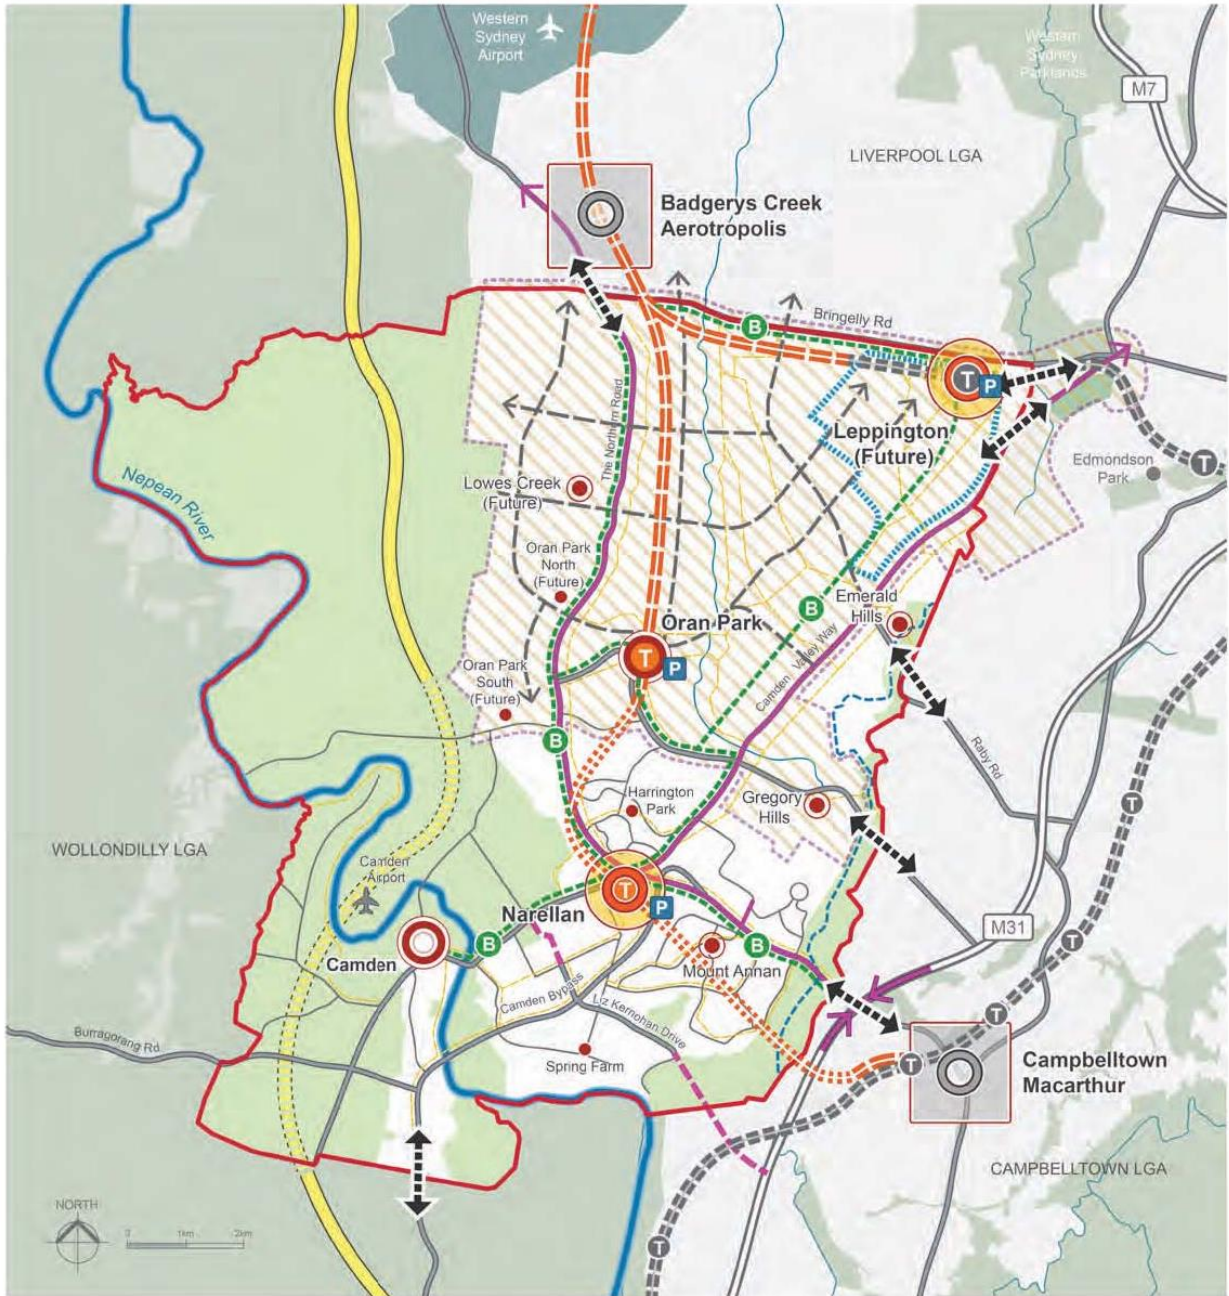 Western
Sydney
Airport
Western
Sydney
Parklands
M7
LIVERPOOL LGA
Badgerys Creek
Aerotropolis
Bringelly Rd
B
T
P
The Northern Road
Leppington
(Future)
Edmondson
Park
T
Nepean River
Lowes Creek
(Future)
Oran Park
North
(Future)
Emerald
Hills
B
Oran Park
T
P
Camden Valley Way
Oran Park
South
(Future)
B
Raby Rd
Harrington
Park
Gregory
Hills
T
WOLLONDILLY LGA
Camden
Airport
T
Narellan
P
M31
B
B
T
Camden
Mount Annan
Camden Bypass
Liz Kernohan Drive
T
Burragorang Rd
Spring Farm
T
Campbelltown
Macarthur
CAMPBELLTOWN LGA
NORTH
0 1km 2km
T